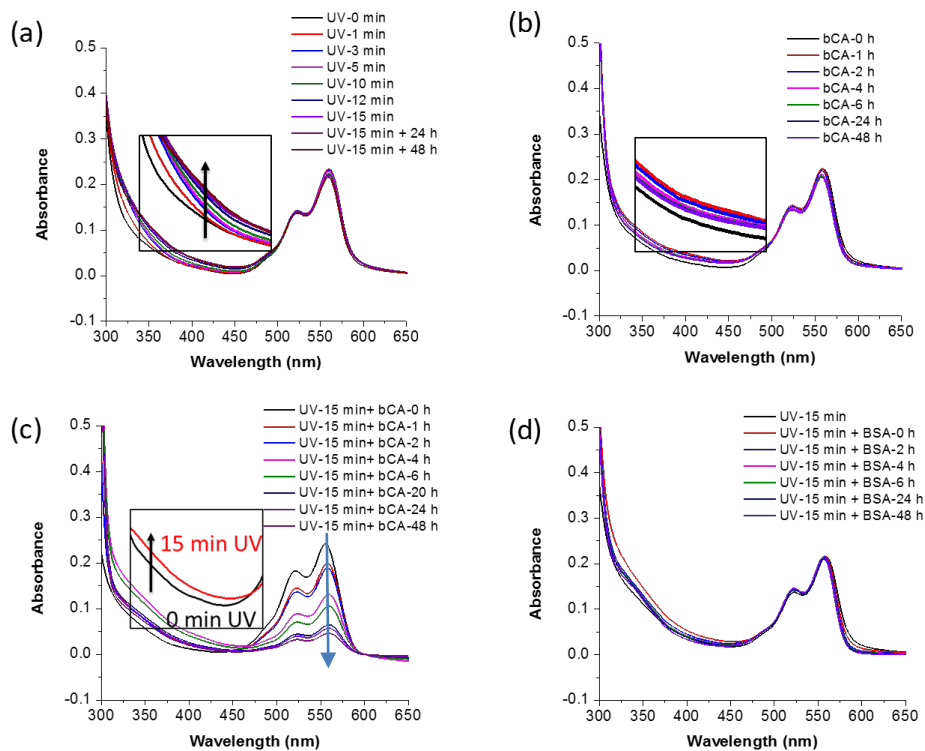 (a)
UV-0 min
UV-1 min
UV-3 min
UV-5 min
UV-10 min
UV-12 min
UV-15 min
UV-15 min + 24 h
UV-15 min + 48 h
0.5
0.4
0.3
0.2
0.1
0.0
-0.1
Absorbance
300 350 400 450 500 550 600 650
Wavelength (nm)
(b)
bCA-0 h
bCA-1 h
bCA-2 h
bCA-4 h
bCA-6 h
bCA-24 h
bCA-48 h
0.5
0.4
0.3
0.2
0.1
0.0
-0.1
Absorbance
300 350 400 450 500 550 600 650
Wavelength (nm)
(c)
UV-15 min+ bCA-0 h
UV-15 min+ bCA-1 h
UV-15 min+ bCA-2 h
UV-15 min+ bCA-4 h
UV-15 min+ bCA-6 h
UV-15 min+ bCA-20 h
UV-15 min+ bCA-24 h
UV-15 min+ bCA-48 h
15 min UV
0 min UV
0.5
0.4
0.3
0.2
0.1
0.0
-0.1
Absorbance
300 350 400 450 500 550 600 650
Wavelength (nm)
(d)
UV-15 min
UV-15 min + BSA-0 h
UV-15 min + BSA-2 h
UV-15 min + BSA-4 h
UV-15 min + BSA-6 h
UV-15 min + BSA-24 h
UV-15 min + BSA-48 h
0.5
0.4
0.3
0.2
0.1
0.0
-0.1
Absorbance
300 350 400 450 500 550 600 650
Wavelength (nm)